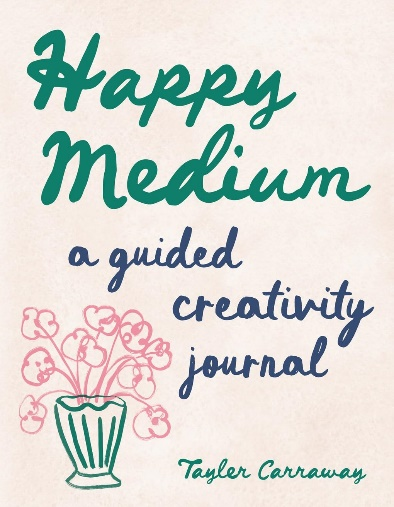 Happy
Medium
a guided
creativity
journal
Tayler Carraway